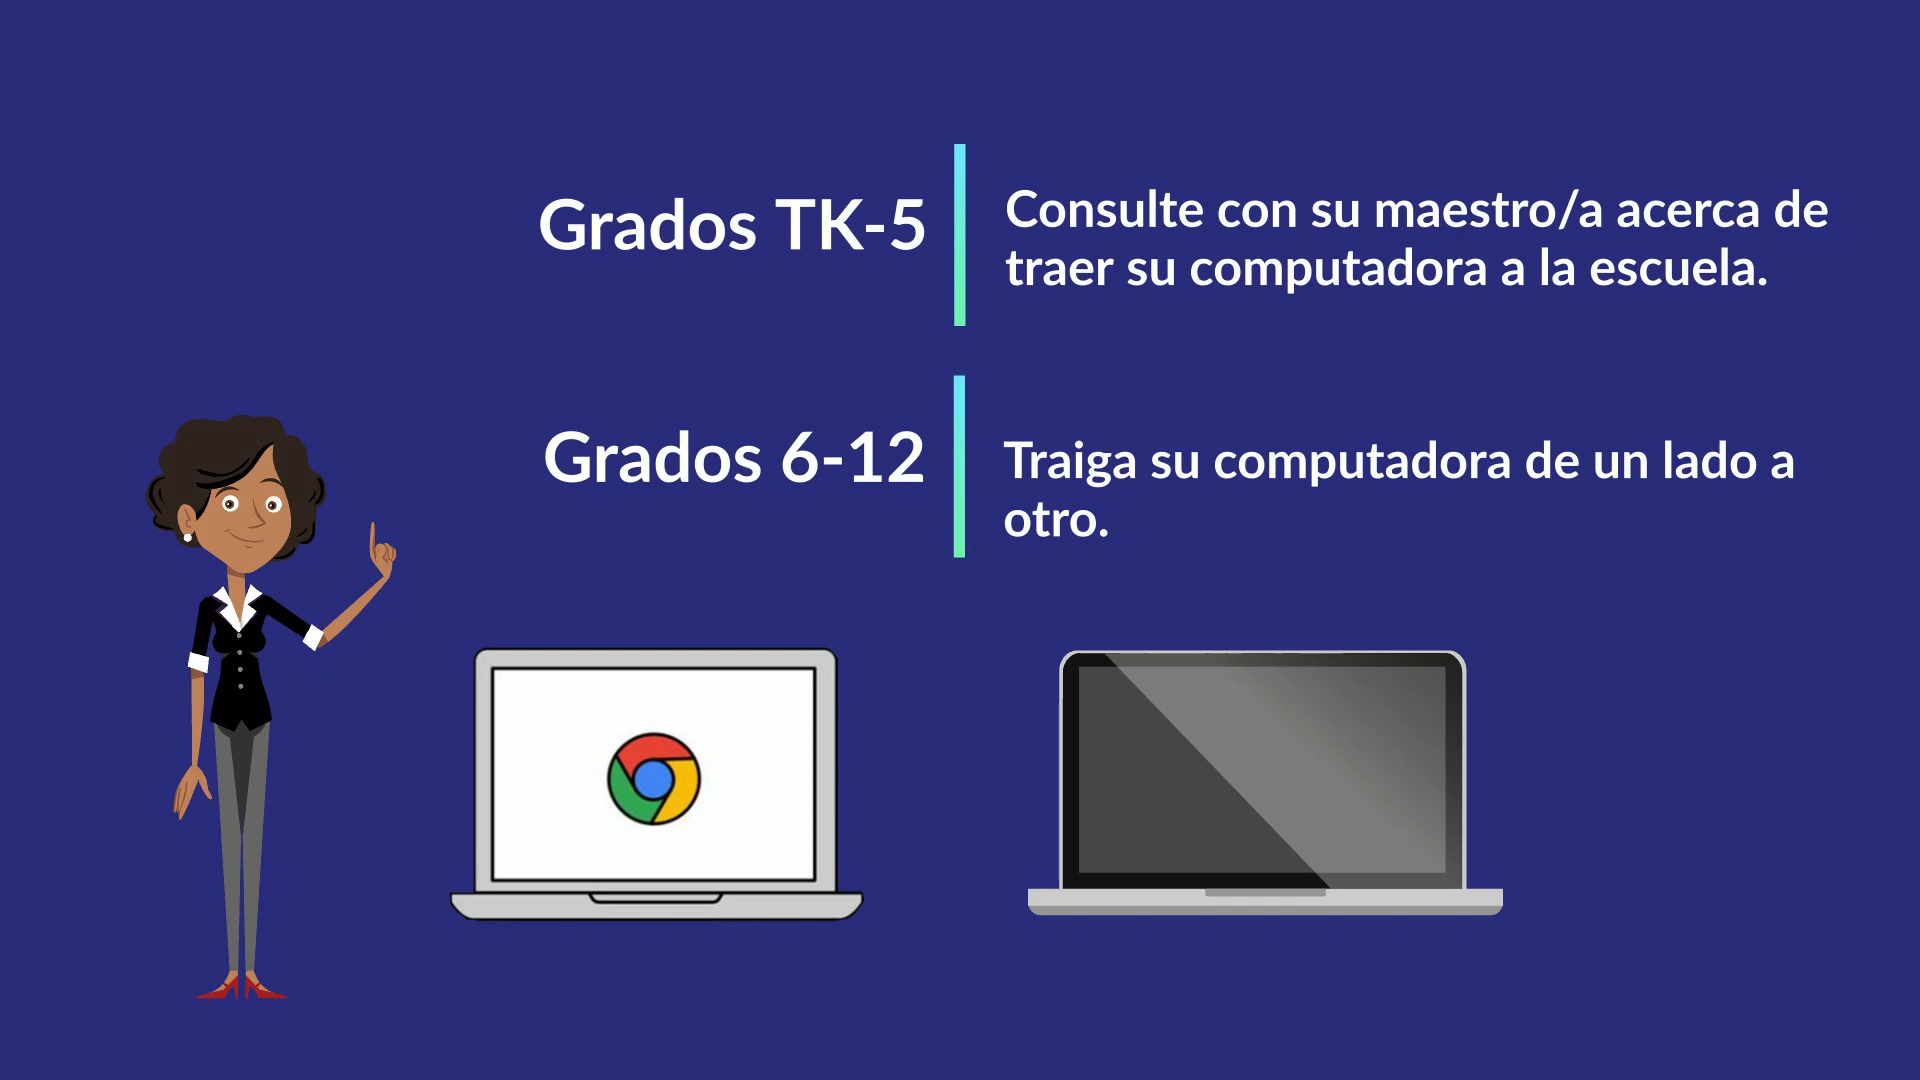 Grados TK-5
Consulte con su maestro/a acerca de
traer su computadora a la escuela.
Grados 6-12
Traiga su computadora de un lado a
otro.